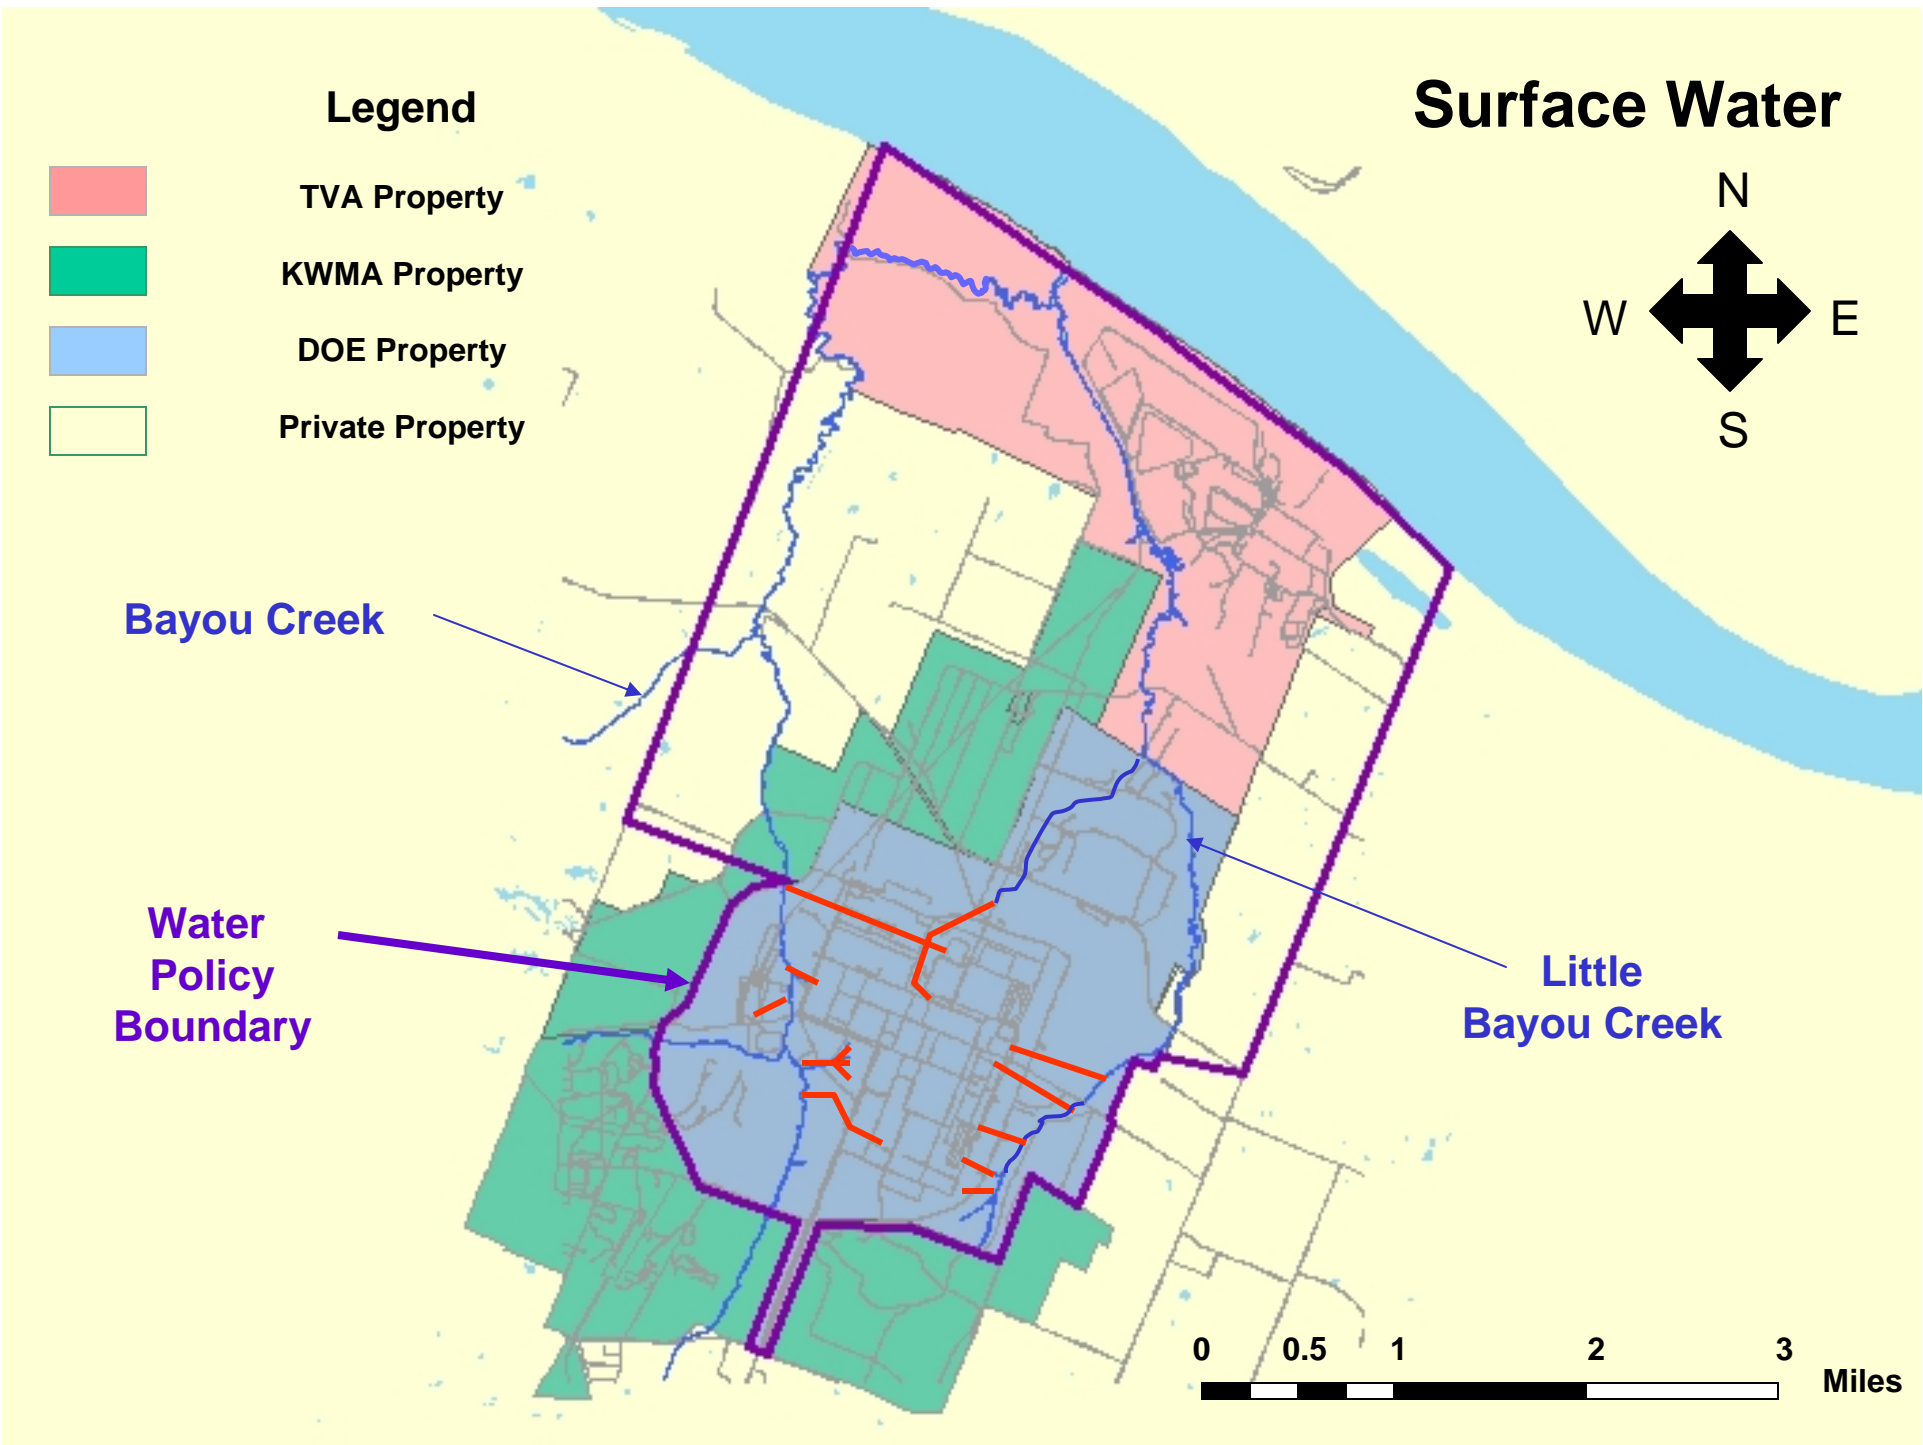 Legend
TVA Property
KWMA Property
DOE Property
Private Property
Surface Water
N
W
E
S
Bayou Creek
Water
Policy
Boundary
Little
Bayou Creek
0 0.5 1 2 3
Miles